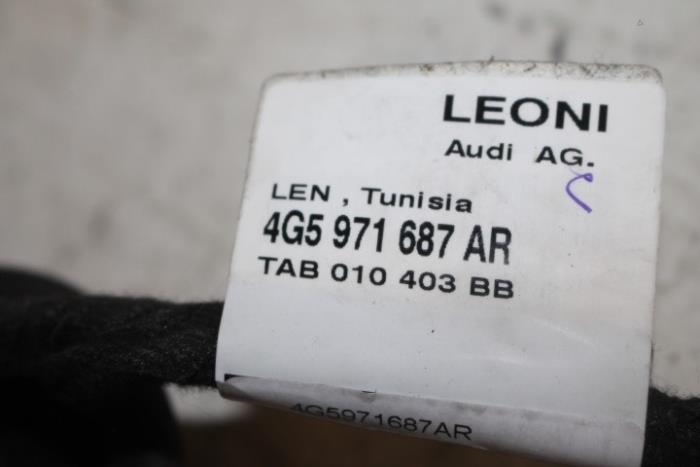 LEONI
Audi AG.
LEN , Tunisia
4G5 971 687 AR
TAB 010 403 BB
4G5971687AR